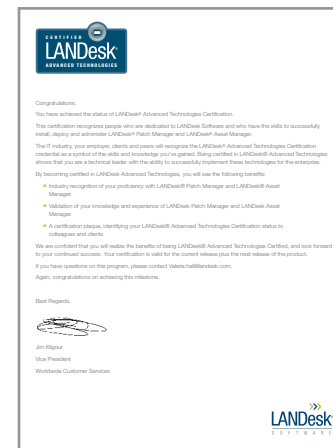 CERTIFIED
LANDesk®
ADVANCED TECHNOLOGIES
Congratulations:
You have achieved the status of LANDesk® Advanced Technologies Certification.
This certification recognizes people who are dedicated to LANDesk Software and who have the skills to successfully
install, deploy and administer LANDesk® Patch Manager and LANDesk® Asset Manager.
The IT industry, your employer, clients and peers will recognize the LANDesk® Advanced Technologies Certification
credential as a symbol of the skills and knowledge you've gained. Being certified in LANDesk® Advanced Technologies
shows that you are a technical leader with the ability to successfully implement these technologies for the enterprise.
By becoming certified in LANDesk Advanced Technologies, you will see the following benefits:
Industry recognition of your proficiency with LANDesk® Patch Manager and LANDesk® Asset
Manager.
Validation of your knowledge and experience of LANDesk Patch Manager and LANDesk Asset
Manager.
A certification plaque, identifying your LANDesk® Advanced Technologies Certification status to
colleagues and clients
We are confident that you will realize the benefits of being LANDesk® Advanced Technologies Certified, and look forward
to your continued success. Your certification is valid for the current release plus the next release of the product.
If you have questions on this program, please contact Valerie.hall@landesk.com.
Again, congratulations on achieving this milestone.
Best Regards,
Jim Kilgour
Vice President
Worldwide Customer Services
LANDesk
SOFTWARE